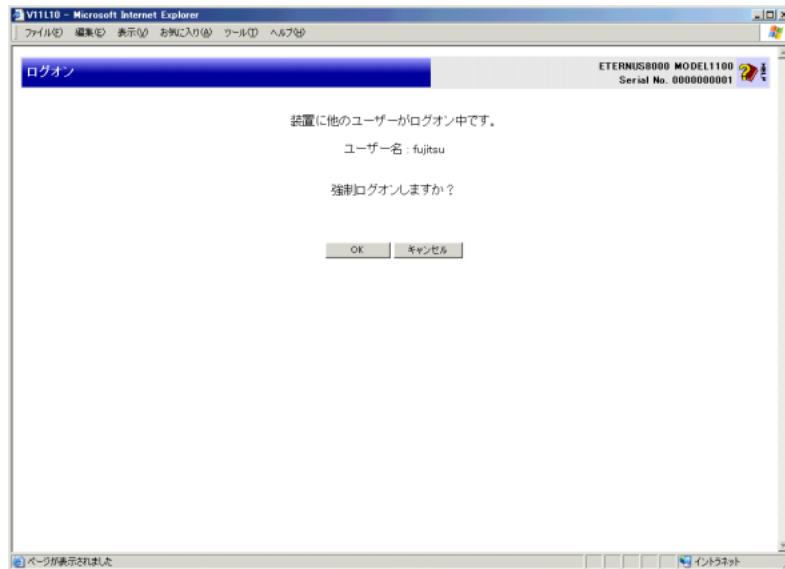 V11L10 - Microsoft Internet Explorer
ファイル(F) 編集(E) 表示(V) お気に入り(A) ツール(T) ヘルプ(H)
ログオン
ETERNUS8000 MODEL1100
Serial No. 0000000001
装置に他のユーザーがログオン中です。
ユーザー名 : fujitsu
強制ログオンしますか？
OK キャンセル
ページが表示されました
イントラネット